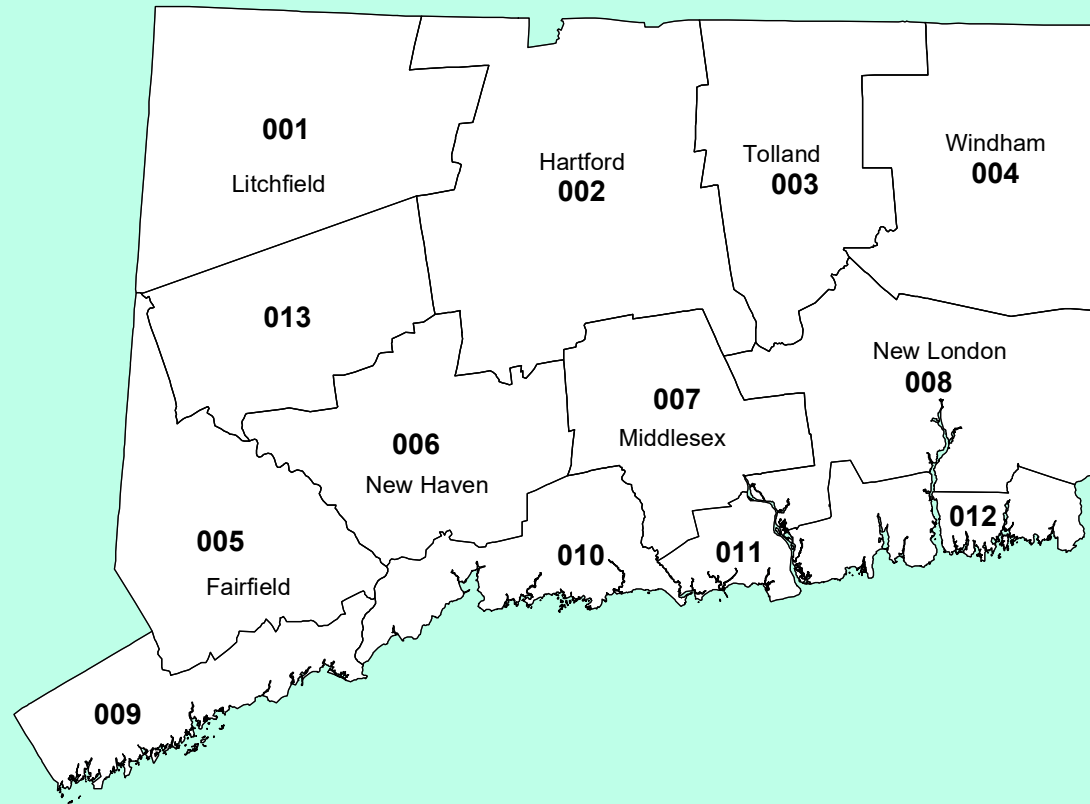 001
Litchfield
Hartford
002
Tolland
003
Windham
004
013
New London
008
007
Middlesex
006
New Haven
005
Fairfield
010
011
012
009